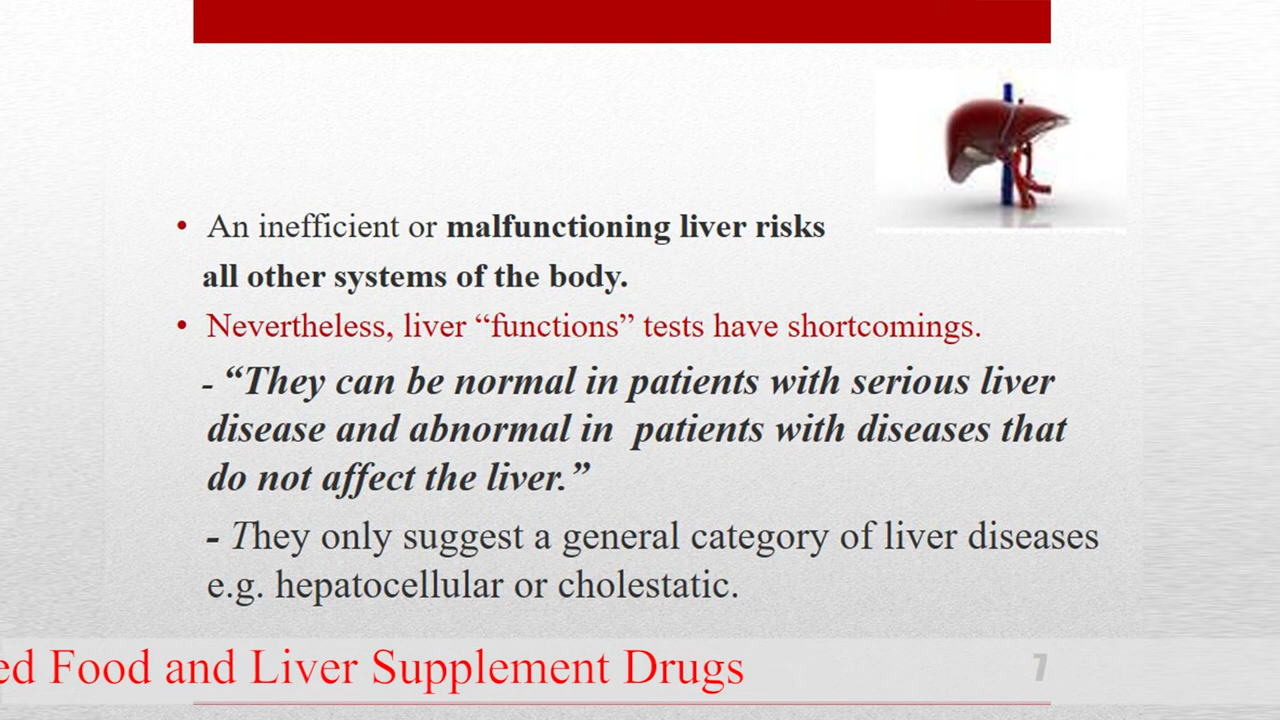 • An inefficient or malfunctioning liver risks
all other systems of the body.
• Nevertheless, liver “functions” tests have shortcomings.
- “They can be normal in patients with serious liver
disease and abnormal in patients with diseases that
do not affect the liver.”
- They only suggest a general category of liver diseases
e.g. hepatocellular or cholestatic.
ed Food and Liver Supplement Drugs
7